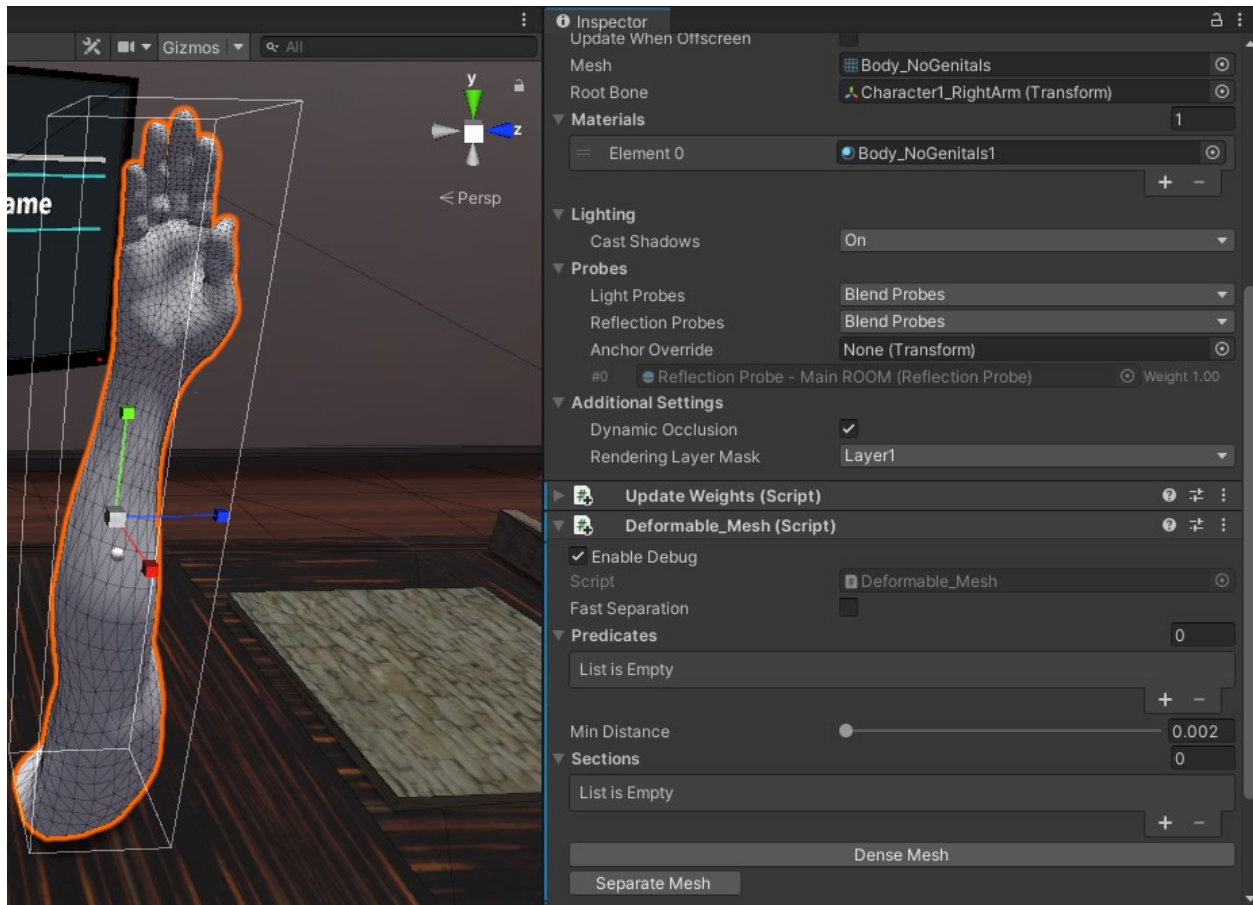 Inspector
Gizmos
All
Update When Offscreen
Mesh Body_NoGenitals
Root Bone Character1_RightArm (Transform)
Materials 1
Element 0 Body_NoGenitals1
y
z
Persp
ame
Lighting
Cast Shadows On
Probes
Light Probes Blend Probes
Reflection Probes Blend Probes
Anchor Override None (Transform)
#0 Reflection Probe - Main ROOM (Reflection Probe) Weight 1.00
Additional Settings
Dynamic Occlusion
Rendering Layer Mask Layer1
# Update Weights (Script)
# Deformable_Mesh (Script)
Enable Debug
Script # Deformable_Mesh
Fast Separation
Predicates 0
List is Empty
+ -
Min Distance 0.002
Sections 0
List is Empty
+ -
Dense Mesh
Separate Mesh